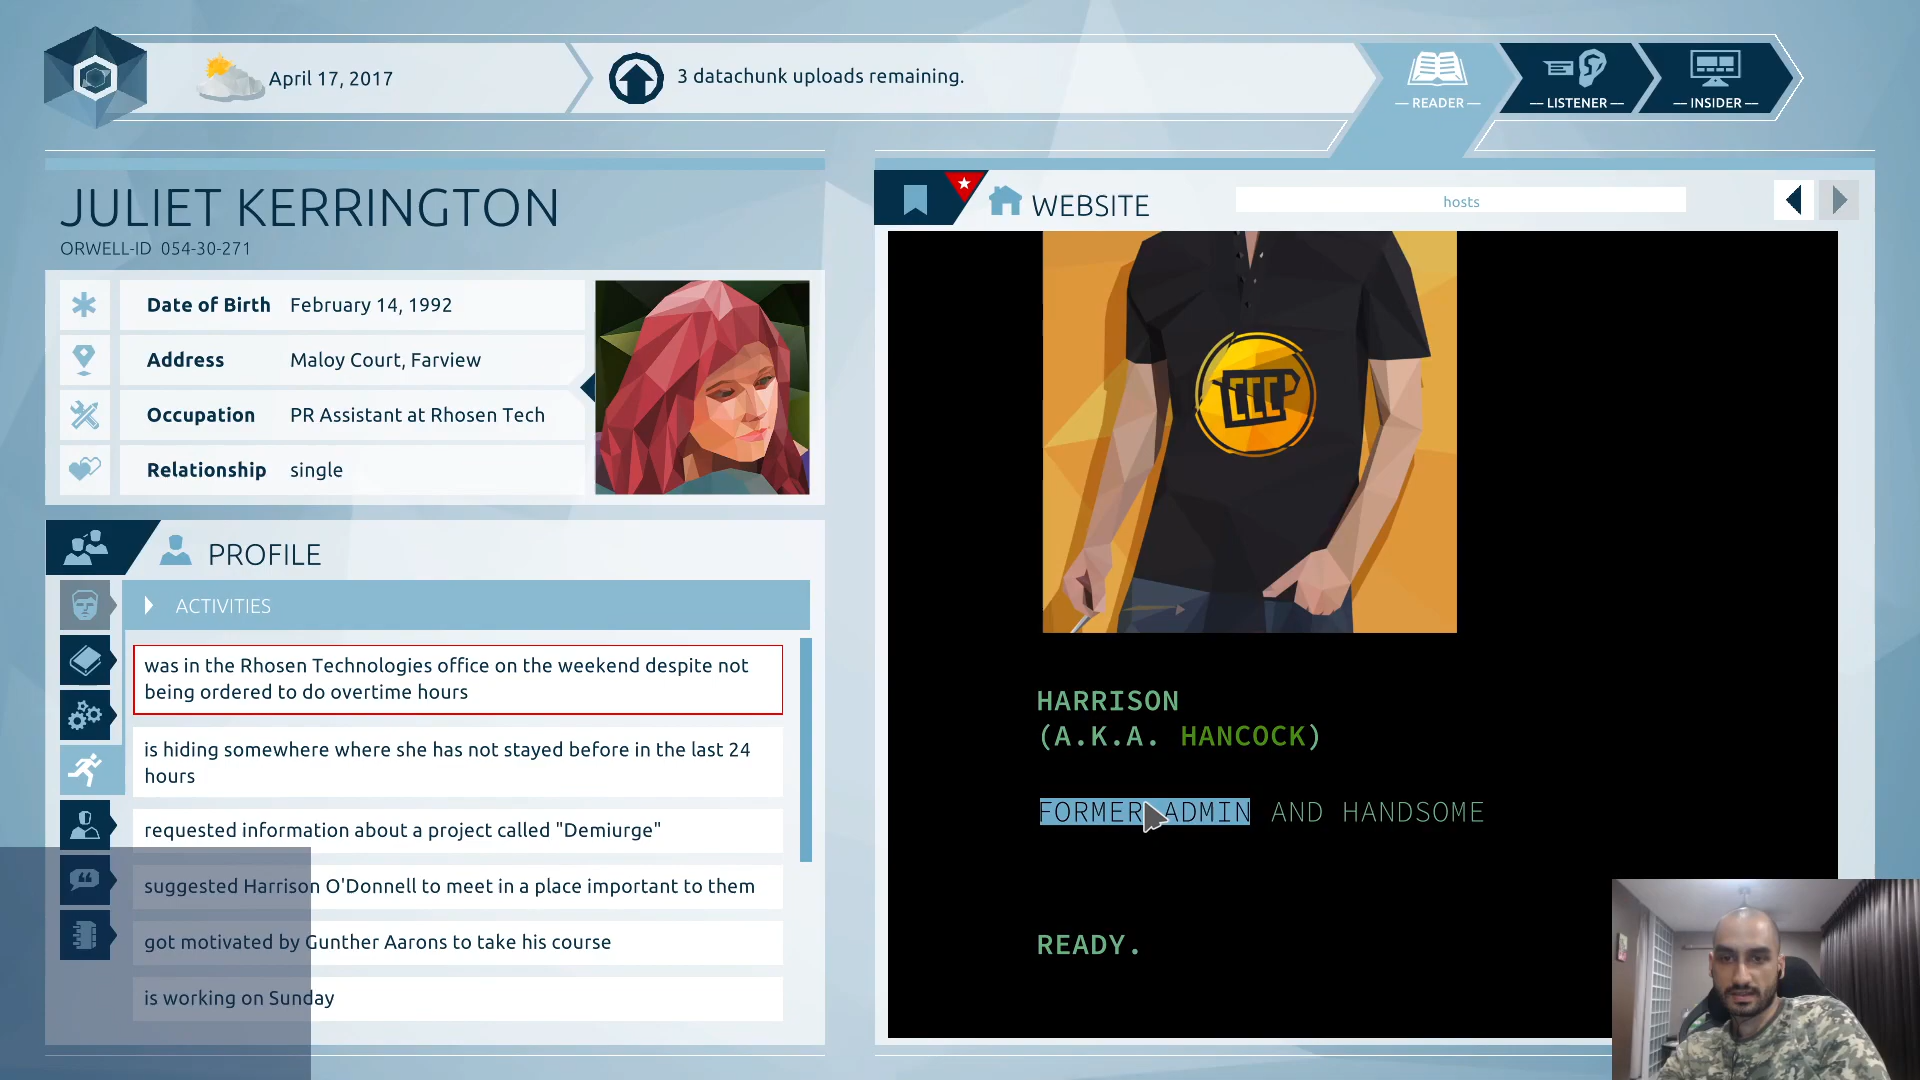 April 17, 2017
3 datachunk uploads remaining.
READER
LISTENER
INSIDER
JULIET KERRINGTON
ORWELL-ID 054-30-271
Date of Birth February 14, 1992
Address Maloy Court, Farview
Occupation PR Assistant at Rhosen Tech
Relationship single
PROFILE
ACTIVITIES
was in the Rhosen Technologies office on the weekend despite not
being ordered to do overtime hours
is hiding somewhere where she has not stayed before in the last 24
hours
requested information about a project called "Demiurge"
suggested Harrison O'Donnell to meet in a place important to them
got motivated by Gunther Aarons to take his course
is working on Sunday
WEBSITE
hosts
CCC
HARRISON
(A.K.A. HANCOCK)
FORMER ADMIN AND HANDSOME
READY.